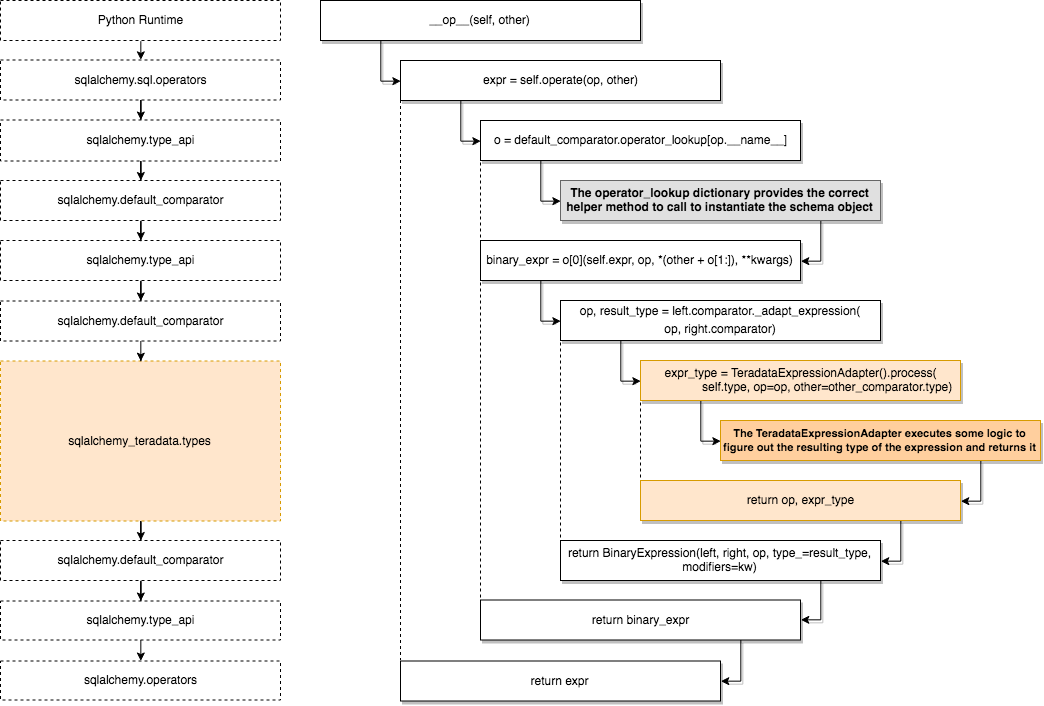 Python Runtime
sqlalchemy.sql.operators
sqlalchemy.type_api
sqlalchemy.default_comparator
sqlalchemy.type_api
sqlalchemy.default_comparator
sqlalchemy_teradata.types
sqlalchemy.default_comparator
sqlalchemy.type_api
sqlalchemy.operators
__op__(self, other)
expr = self.operate(op, other)
o = default_comparator.operator_lookup[op.__name__]
The operator_lookup dictionary provides the correct
helper method to call to instantiate the schema object
binary_expr = o[0](self.expr, op, *(other + o[1:]), **kwargs)
op, result_type = left.comparator._adapt_expression(
op, right.comparator)
expr_type = TeradataExpressionAdapter().process(
self.type, op=op, other=other_comparator.type)
The TeradataExpressionAdapter executes some logic to
figure out the resulting type of the expression and returns it
return op, expr_type
return BinaryExpression(left, right, op, type_=result_type,
modifiers=kw)
return binary_expr
return expr